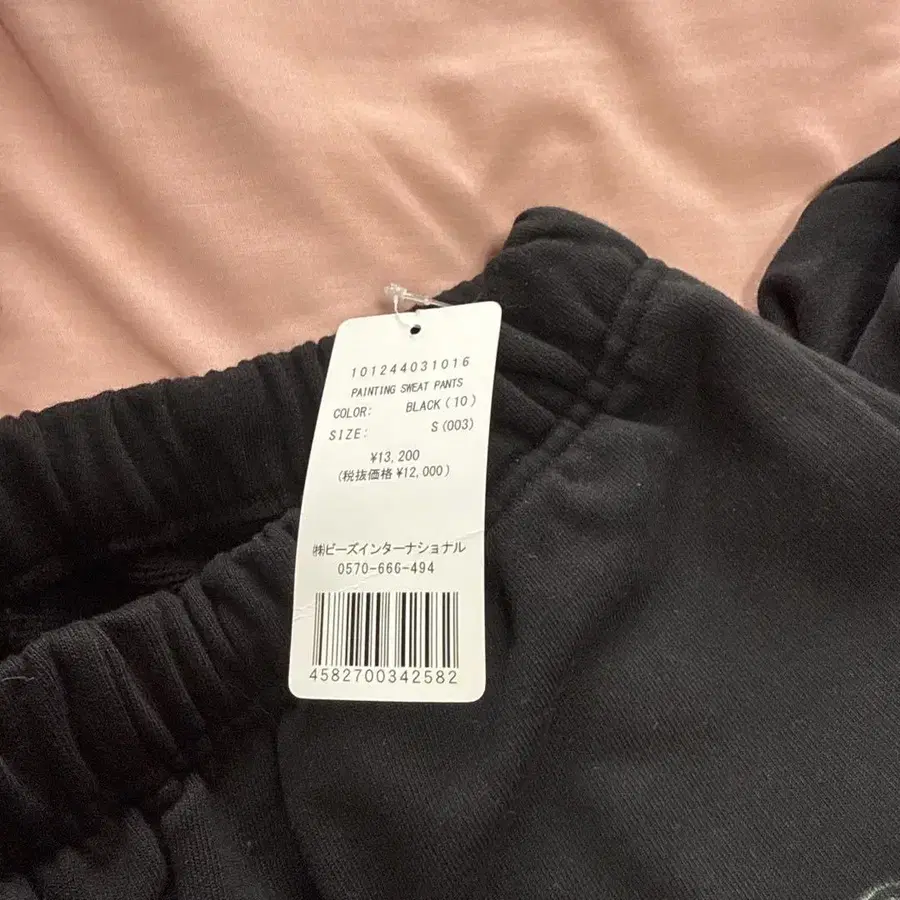 101244031016
PAINTING SWEAT PANTS
COLOR: BLACK(10)
SIZE: S(003)
¥13,200
(税抜価格¥12,000)
㈱ビーズインターナショナル
0570-666-494
4582700342582